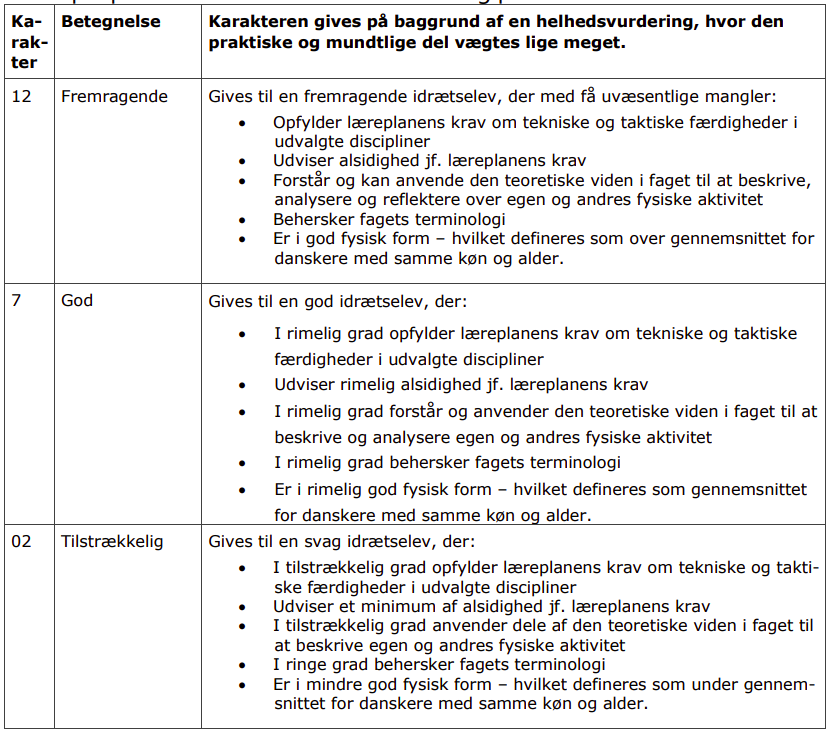 Ka-
rak-
ter
Betegnelse
Karakteren gives på baggrund af en helhedsvurdering, hvor den
praktiske og mundtlige del vægtes lige meget.
12
Fremragende
Gives til en fremragende idrætselev, der med få uvæsentlige mangler:
• Opfylder læreplanens krav om tekniske og taktiske færdigheder i
udvalgte discipliner
• Udviser alsidighed jf. læreplanens krav
• Forstår og kan anvende den teoretiske viden i faget til at beskrive,
analysere og reflektere over egen og andres fysiske aktivitet
• Behersker fagets terminologi
• Er i god fysisk form – hvilket defineres som over gennemsnittet for
danskere med samme køn og alder.
7
God
Gives til en god idrætselev, der:
• I rimelig grad opfylder læreplanens krav om tekniske og taktiske
færdigheder i udvalgte discipliner
• Udviser rimelig alsidighed jf. læreplanens krav
• I rimelig grad forstår og anvender den teoretiske viden i faget til at
beskrive og analysere egen og andres fysiske aktivitet
• I rimelig grad behersker fagets terminologi
• Er i rimelig god fysisk form – hvilket defineres som gennemsnittet
for danskere med samme køn og alder.
02
Tilstrækkelig
Gives til en svag idrætselev, der:
• I tilstrækkelig grad opfylder læreplanens krav om tekniske og takti-
ske færdigheder i udvalgte discipliner
• Udviser et minimum af alsidighed jf. læreplanens krav
• I tilstrækkelig grad anvender dele af den teoretiske viden i faget til
at beskrive egen og andres fysiske aktivitet
• I ringe grad behersker fagets terminologi
• Er i mindre god fysisk form – hvilket defineres som under gennem-
snittet for danskere med samme køn og alder.